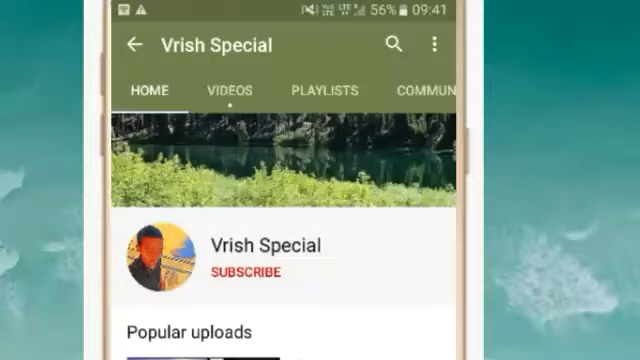 56% 09:41
Vrish Special
HOME VIDEOS PLAYLISTS COMMUN
Vrish Special
SUBSCRIBE
Popular uploads